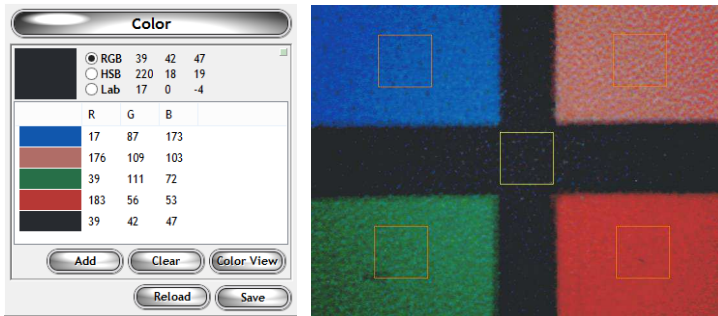 Color
RGB 39 42 47
HSB 220 18 19
Lab 17 0 -4
R G B
17 87 173
176 109 103
39 111 72
183 56 53
39 42 47
Add Clear Color View
Reload Save